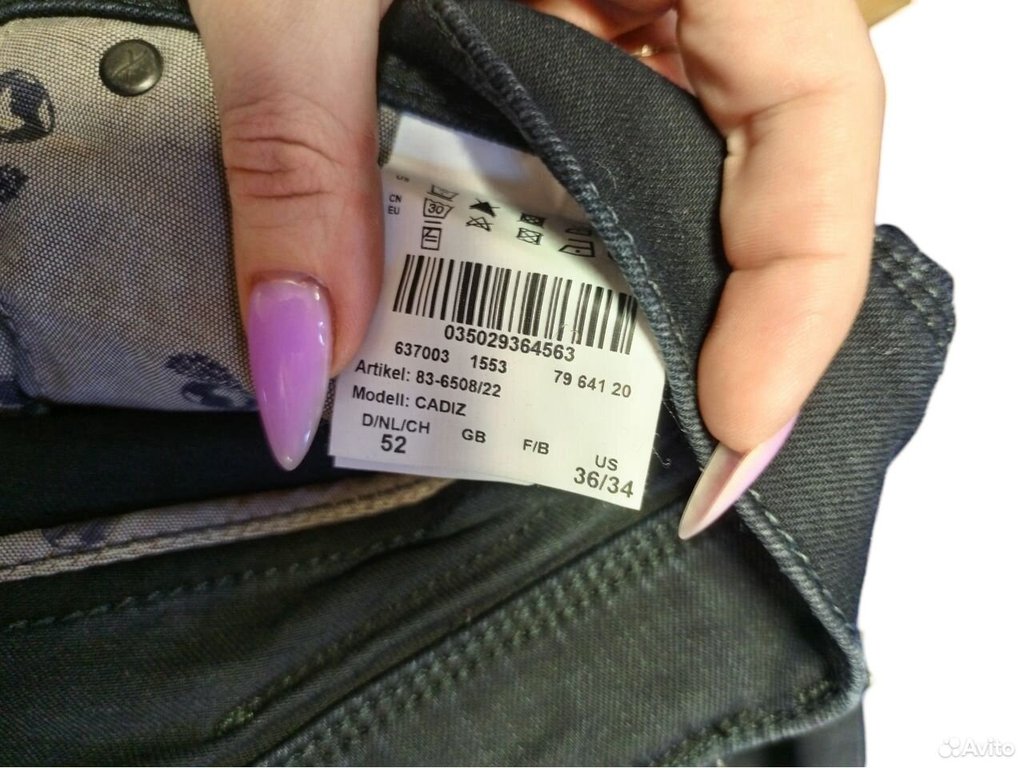 CN
EU
30
035029364563
637003 1553 79 641 20
Artikel: 83-6508/22
Modell: CADIZ
D/NL/CH GB F/B US
52 36/34
Avito